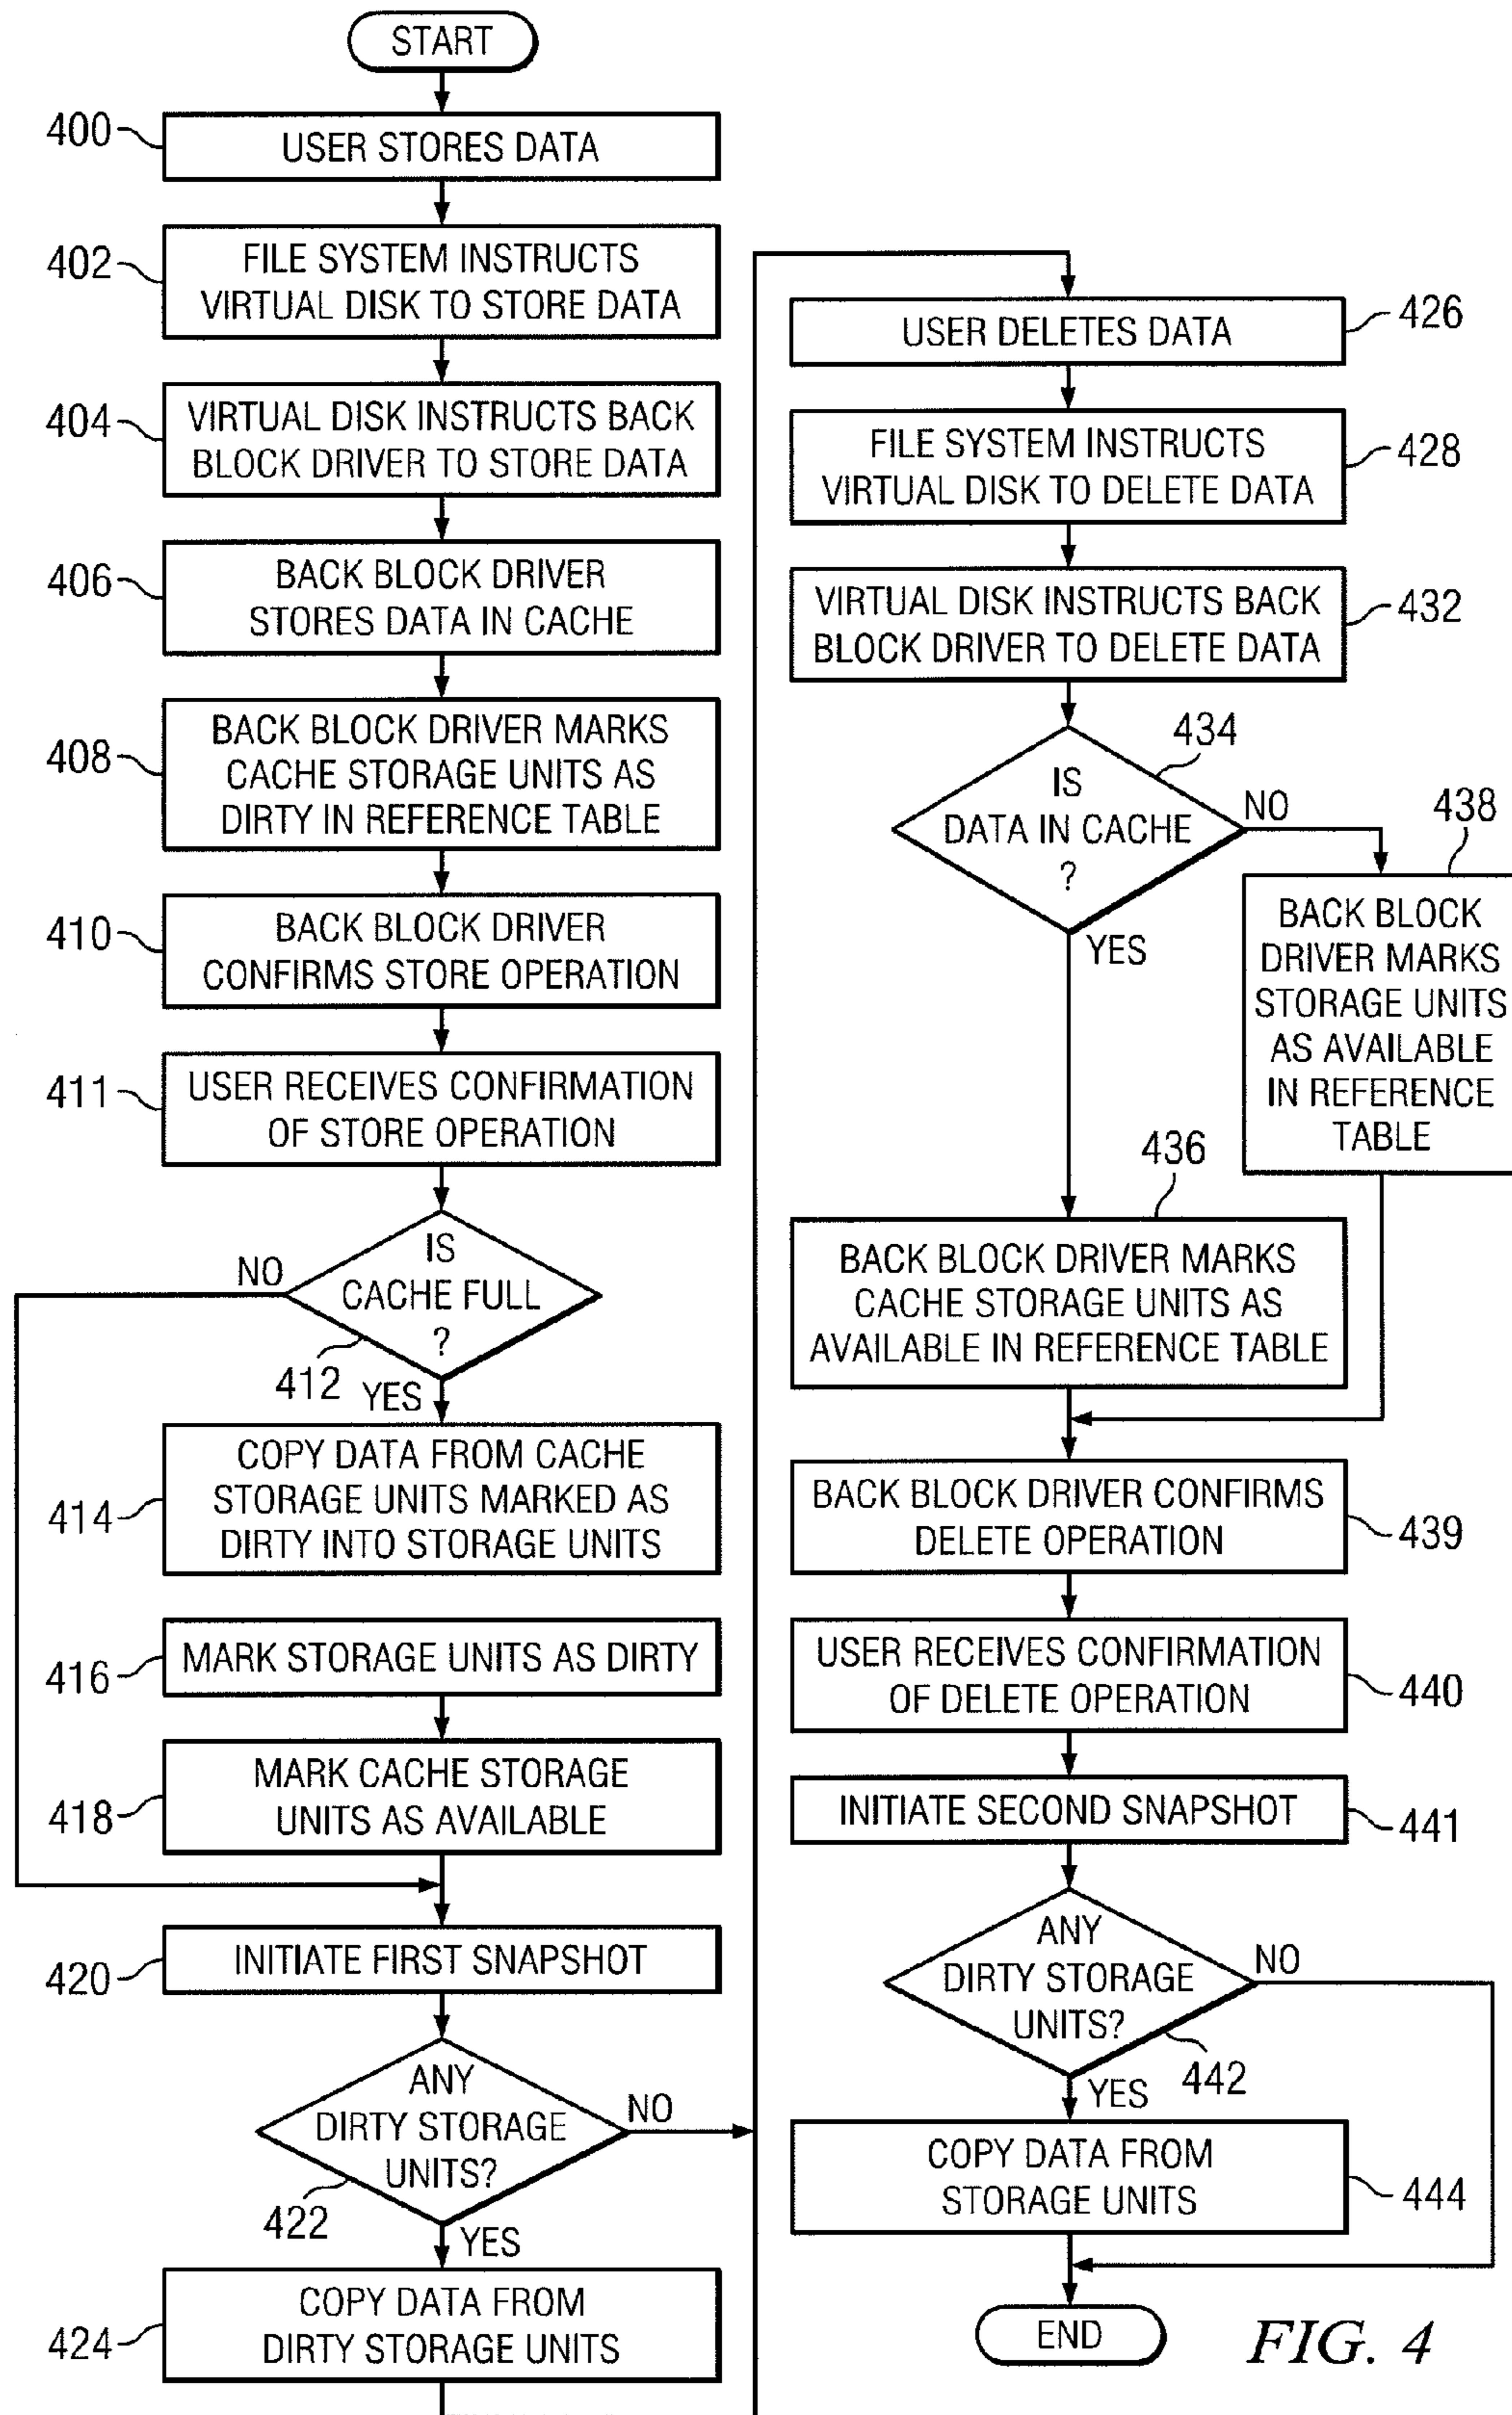 START
400
USER STORES DATA
402
FILE SYSTEM INSTRUCTS
VIRTUAL DISK TO STORE DATA
404
VIRTUAL DISK INSTRUCTS BACK
BLOCK DRIVER TO STORE DATA
406
BACK BLOCK DRIVER
STORES DATA IN CACHE
408
BACK BLOCK DRIVER MARKS
CACHE STORAGE UNITS AS
DIRTY IN REFERENCE TABLE
410
BACK BLOCK DRIVER
CONFIRMS STORE OPERATION
411
USER RECEIVES CONFIRMATION
OF STORE OPERATION
IS
CACHE FULL
?
NO
412
YES
414
COPY DATA FROM CACHE
STORAGE UNITS MARKED AS
DIRTY INTO STORAGE UNITS
416
MARK STORAGE UNITS AS DIRTY
418
MARK CACHE STORAGE
UNITS AS AVAILABLE
420
INITIATE FIRST SNAPSHOT
ANY
DIRTY STORAGE
UNITS?
NO
422
YES
424
COPY DATA FROM
DIRTY STORAGE UNITS
USER DELETES DATA
426
FILE SYSTEM INSTRUCTS
VIRTUAL DISK TO DELETE DATA
428
VIRTUAL DISK INSTRUCTS BACK
BLOCK DRIVER TO DELETE DATA
432
434
IS
DATA IN CACHE
?
NO
YES
438
BACK BLOCK
DRIVER MARKS
STORAGE UNITS
AS AVAILABLE
IN REFERENCE
TABLE
436
BACK BLOCK DRIVER MARKS
CACHE STORAGE UNITS AS
AVAILABLE IN REFERENCE TABLE
BACK BLOCK DRIVER CONFIRMS
DELETE OPERATION
439
USER RECEIVES CONFIRMATION
OF DELETE OPERATION
440
INITIATE SECOND SNAPSHOT
441
ANY
DIRTY STORAGE
UNITS?
NO
442
YES
COPY DATA FROM
STORAGE UNITS
444
END
FIG. 4